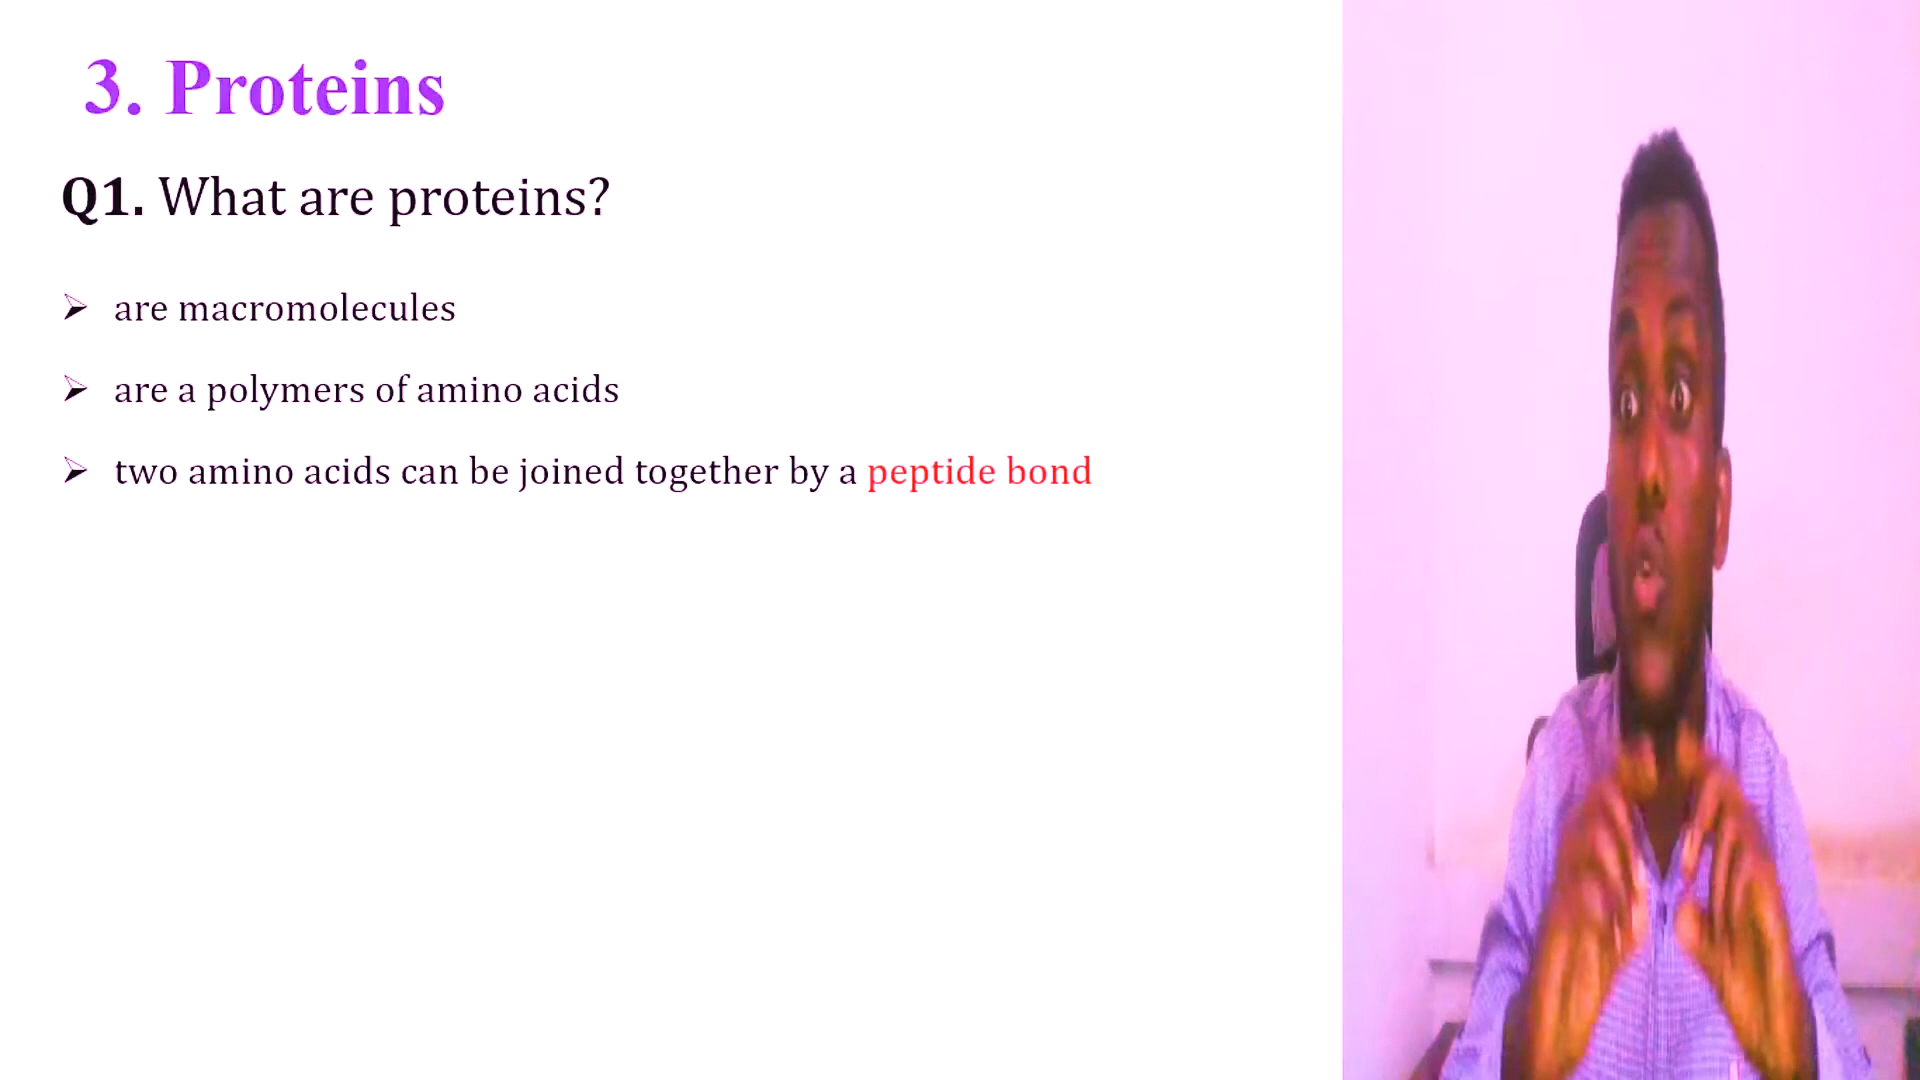 3. Proteins
Q1. What are proteins?
➢ are macromolecules
➢ are a polymers of amino acids
➢ two amino acids can be joined together by a peptide bond